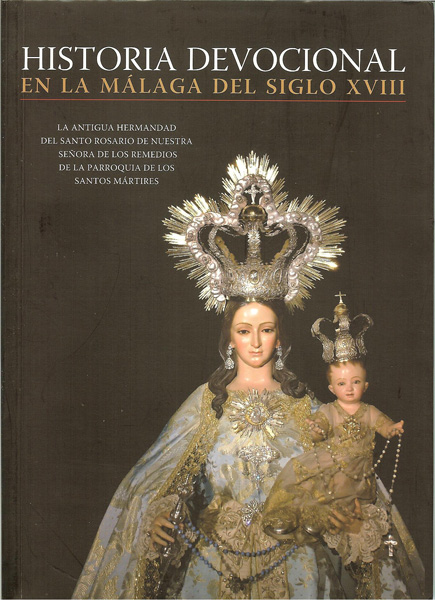 HISTORIA DEVOCIONAL
EN LA MÁLAGA DEL SIGLO XVIII
LA ANTIGUA HERMANDAD
DEL SANTO ROSARIO DE NUESTRA
SEÑORA DE LOS REMEDIOS
DE LA PARROQUIA DE LOS
SANTOS MÁRTIRES